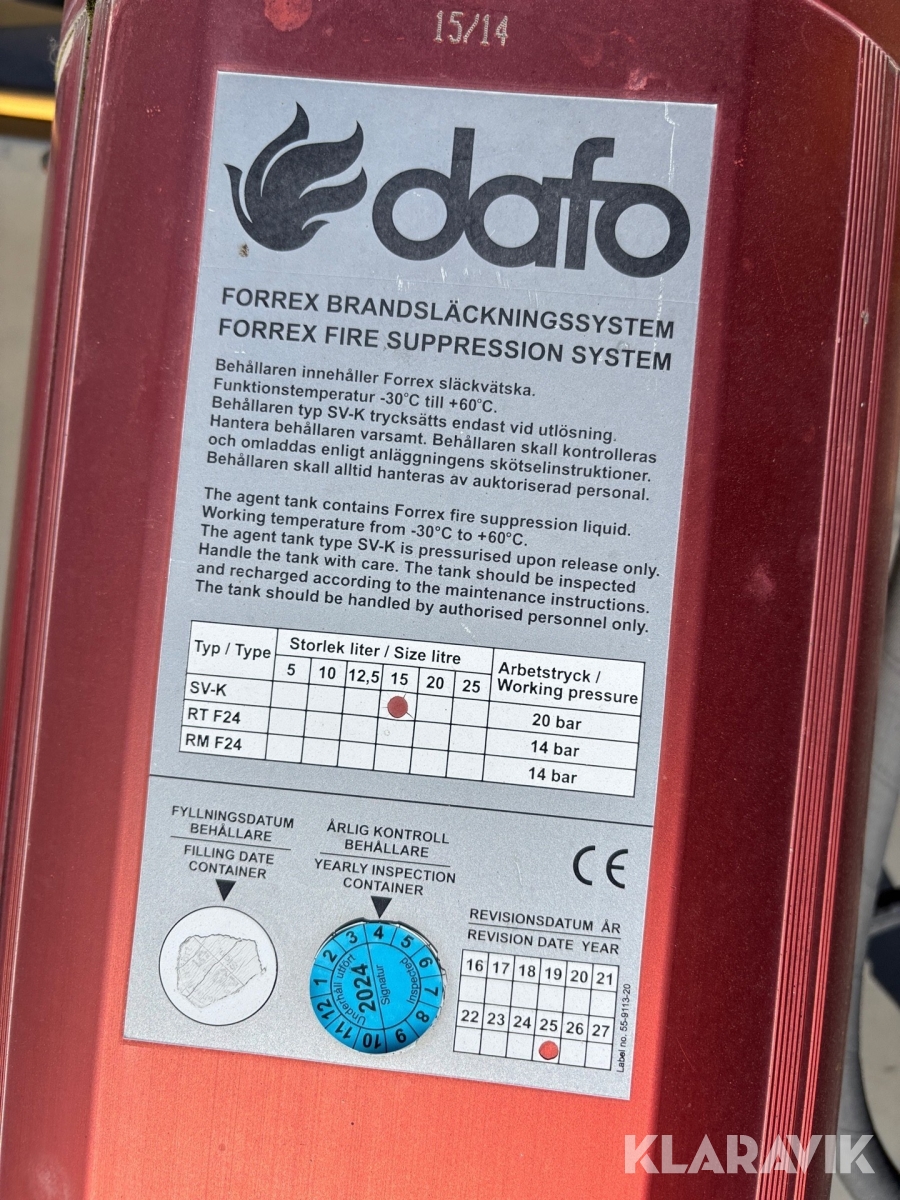 15/14
dafo
FORREX BRANDSLÄCKNINGSSYSTEM
FORREX FIRE SUPPRESSION SYSTEM
Behållaren innehåller Forrex släckvätska.
Funktionstemperatur -30°C till +60°C.
Behållaren typ SV-K trycksätts endast vid utlösning.
Hantera behållaren varsamt. Behållaren skall kontrolleras
och omladdas enligt anläggningens skötselinstruktioner.
Behållaren skall alltid hanteras av auktoriserad personal.
The agent tank contains Forrex fire suppression liquid.
Working temperature from -30°C to +60°C.
The agent tank type SV-K is pressurised upon release only.
Handle the tank with care. The tank should be inspected
and recharged according to the maintenance instructions.
The tank should be handled by authorised personnel only.
Typ / Type Storlek liter / Size litre Arbetstryck /
Working pressure
5 10 12,5 15 20 25
SV-K 20 bar
RT F24 14 bar
RM F24 14 bar
FYLLNINGSDATUM
BEHÅLLARE
FILLING DATE
CONTAINER
ÅRLIG KONTROLL
BEHÅLLARE
YEARLY INSPECTION
CONTAINER
CE
1 2 3 4 5 6 7 8 9 10 11 12
Underhåll utfört
2024
Signatur
Inspected
REVISIONSDATUM ÅR
REVISION DATE YEAR
16 17 18 19 20 21
22 23 24 25 26 27
Label no. 55-9113-20
KLARAVIK